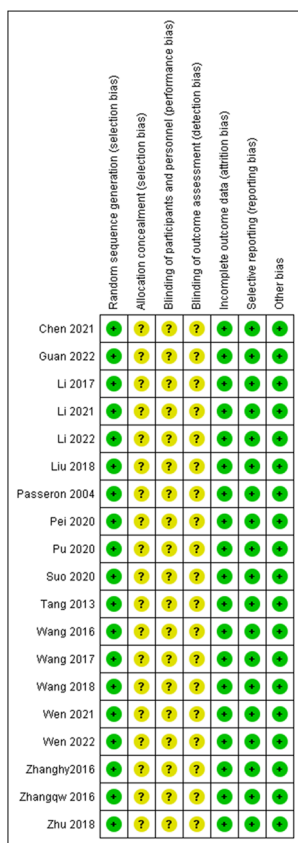 Random sequence generation (selection bias)
Allocation concealment (selection bias)
Blinding of participants and personnel (performance bias)
Blinding of outcome assessment (detection bias)
Incomplete outcome data (attrition bias)
Selective reporting (reporting bias)
Other bias
Chen 2021 + ? ? ? + + +
Guan 2022 + ? ? ? + + +
Li 2017 + ? ? ? + + +
Li 2021 + ? ? ? + + +
Li 2022 + ? ? ? + + +
Liu 2018 + ? ? ? + + +
Passeron 2004 + ? ? ? + + +
Pei 2020 + ? ? ? + + +
Pu 2020 + ? ? ? + + +
Suo 2020 + ? ? ? + + +
Tang 2013 + ? ? ? + + +
Wang 2016 + ? ? ? + + +
Wang 2017 + ? ? ? + + +
Wang 2018 + ? ? ? + + +
Wen 2021 + ? ? ? + + +
Wen 2022 + ? ? ? + + +
Zhanghy2016 + ? ? ? + + +
Zhangqw 2016 + ? ? ? + + +
Zhu 2018 + ? ? ? + + +